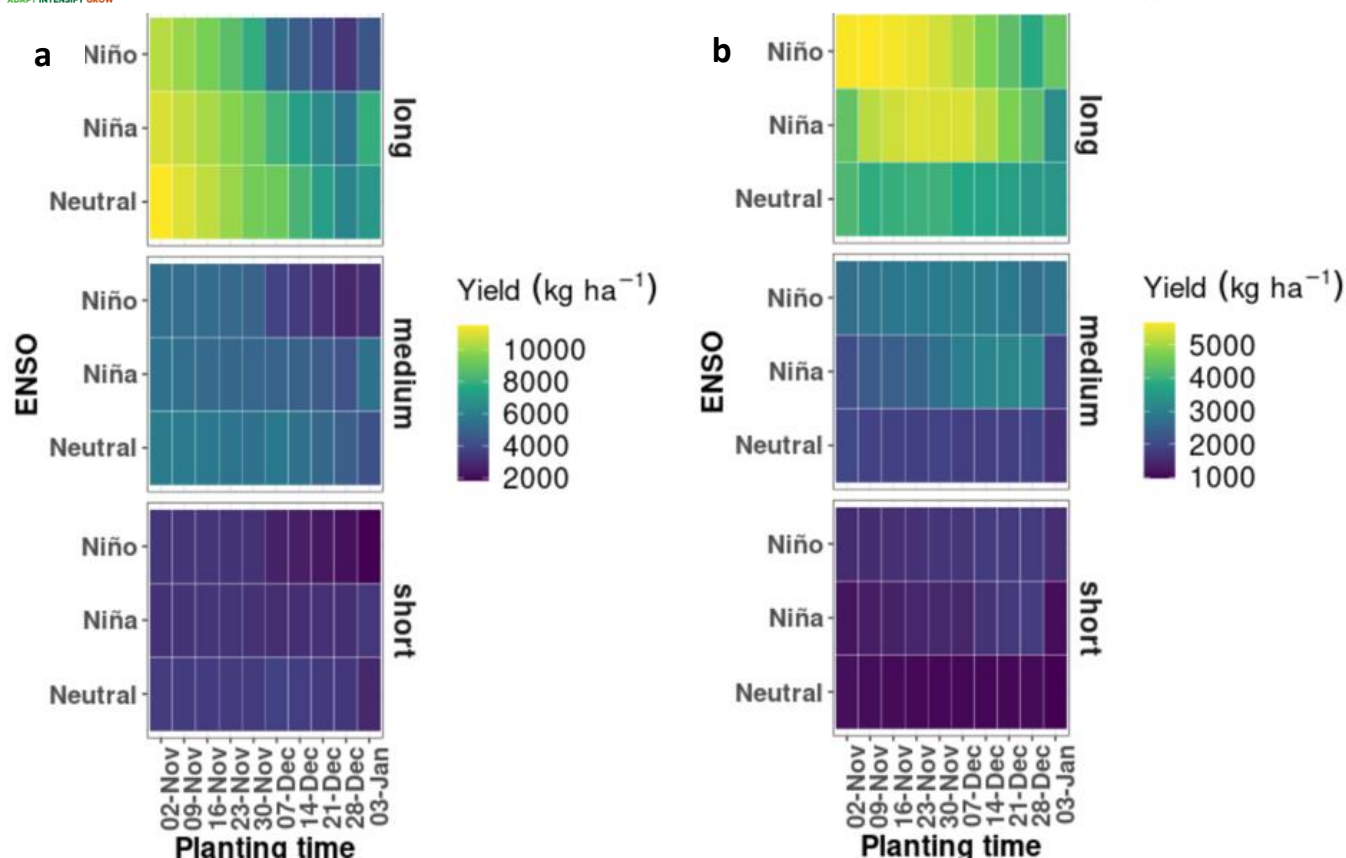 ADAPT INTENSIFY GROW
a
Niño
Niña
Neutral
long
Niño
Niña
Neutral
medium
Niño
Niña
Neutral
short
ENSO
02-Nov
09-Nov
16-Nov
23-Nov
30-Nov
07-Dec
14-Dec
21-Dec
28-Dec
03-Jan
Planting time
Yield (kg ha⁻¹)
10000
8000
6000
4000
2000
b
Niño
Niña
Neutral
long
Niño
Niña
Neutral
medium
Niño
Niña
Neutral
short
ENSO
02-Nov
09-Nov
16-Nov
23-Nov
30-Nov
07-Dec
14-Dec
21-Dec
28-Dec
03-Jan
Planting time
Yield (kg ha⁻¹)
5000
4000
3000
2000
1000